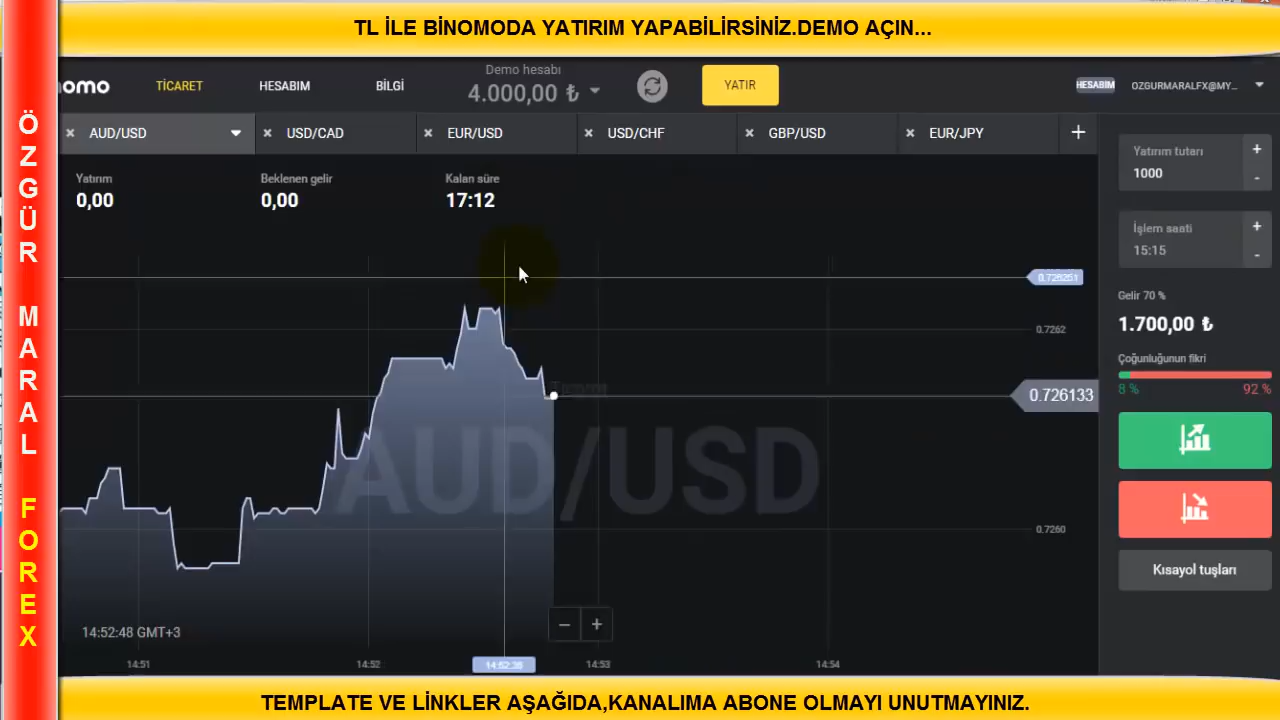 TL İLE BİNOMODA YATIRIM YAPABİLİRSİNİZ.DEMO AÇIN...
ÖZGÜR MARAL FOREX
nomo
TİCARET
HESABIM
BİLGİ
Demo hesabı
4.000,00 ₺
YATIR
HESABIM
OZGURMARALFX@MY...
× AUD/USD
× USD/CAD
× EUR/USD
× USD/CHF
× GBP/USD
× EUR/JPY
+
Yatırım
0,00
Beklenen gelir
0,00
Kalan süre
17:12
0.726251
0.7262
0.726133
0.7260
AUD/USD
14:52:48 GMT+3
− +
14:51
14:52
14:52:35
14:53
14:54
Yatırım tutarı
1000
+
-
İşlem saati
15:15
+
-
Gelir 70 %
1.700,00 ₺
Çoğunluğunun fikri
8 %
92 %
Kısayol tuşları
TEMPLATE VE LİNKLER AŞAĞIDA,KANALIMA ABONE OLMAYI UNUTMAYINIZ.